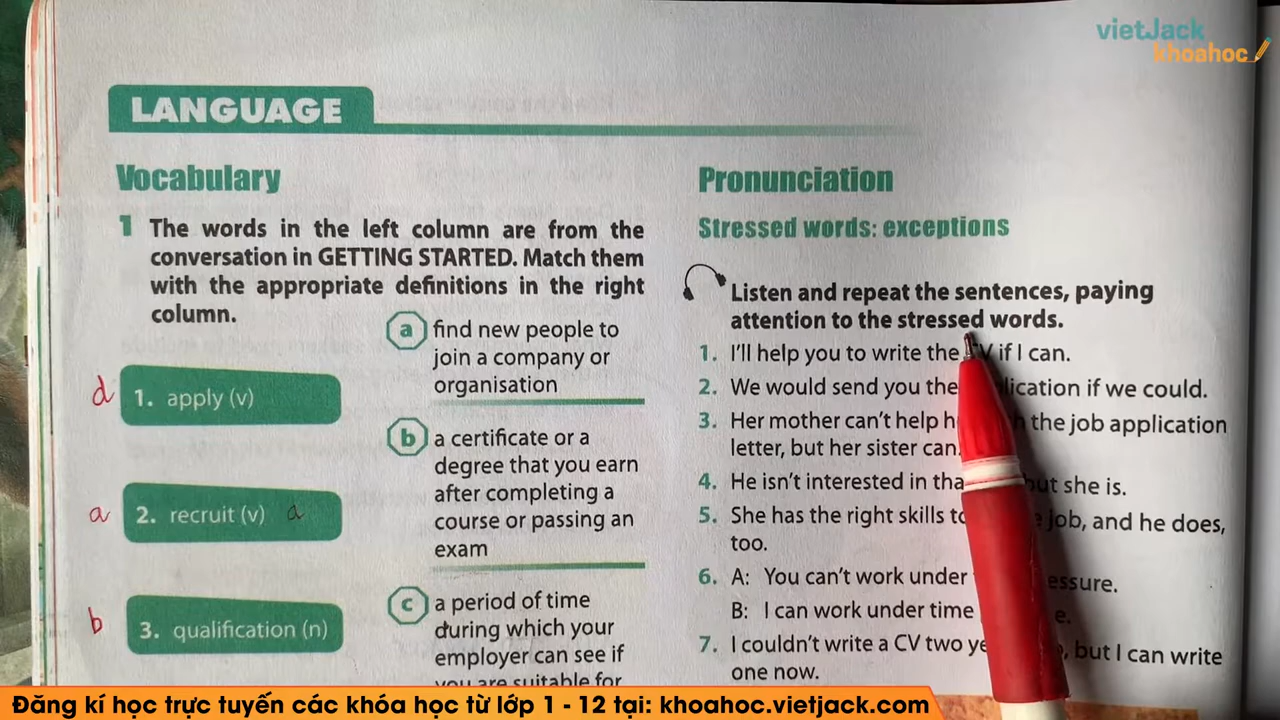 vietJack
khoahoc
LANGUAGE
Vocabulary
1 The words in the left column are from the
conversation in GETTING STARTED. Match them
with the appropriate definitions in the right
column.
d 1. apply (v)
a 2. recruit (v) a
b 3. qualification (n)
a find new people to
join a company or
organisation
b a certificate or a
degree that you earn
after completing a
course or passing an
exam
c a period of time
during which your
employer can see if
you are suitable for
Pronunciation
Stressed words: exceptions
Listen and repeat the sentences, paying
attention to the stressed words.
1. I'll help you to write the CV if I can.
2. We would send you the if we could.
3. Her mother can't help the job application
letter, but her sister can.
4. He isn't interested in but she is.
5. She has the right skills job, and he does,
too.
6. A: You can't work under
B: I can work under time
7. I couldn't write a CV two but I can write
one now.
Đăng kí học trực tuyến các khóa học từ lớp 1 - 12 tại: khoahoc.vietjack.com